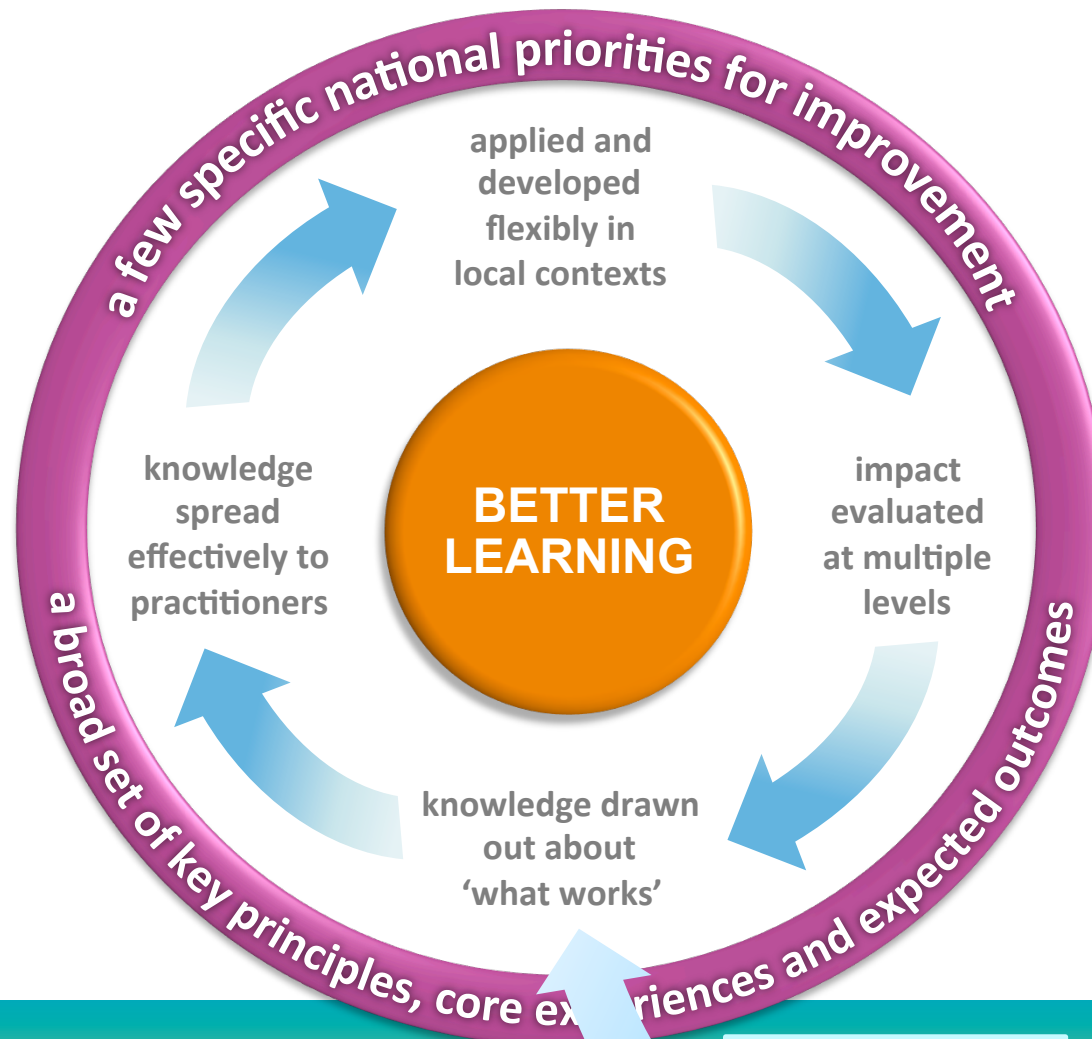 a few specific national priorities for improvement
applied and
developed
flexibly in
local contexts
knowledge
spread
effectively to
practitioners
BETTER
LEARNING
impact
evaluated
at multiple
levels
knowledge drawn
out about
‘what works’
a broad set of key principles, core ex riences and expected outcomes